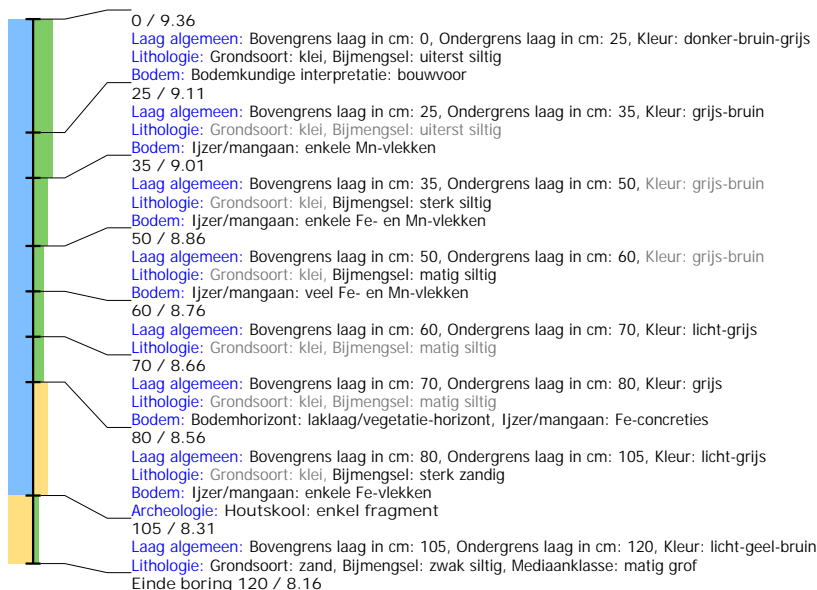 0 / 9.36
Laag algemeen: Bovengrens laag in cm: 0, Ondergrens laag in cm: 25, Kleur: donker-bruin-grijs
Lithologie: Grondsoort: klei, Bijmengsel: uiterst siltig
Bodem: Bodemkundige interpretatie: bouwvoor
25 / 9.11
Laag algemeen: Bovengrens laag in cm: 25, Ondergrens laag in cm: 35, Kleur: grijs-bruin
Lithologie: Grondsoort: klei, Bijmengsel: uiterst siltig
Bodem: Ijzer/mangaan: enkele Mn-vlekken
35 / 9.01
Laag algemeen: Bovengrens laag in cm: 35, Ondergrens laag in cm: 50, Kleur: grijs-bruin
Lithologie: Grondsoort: klei, Bijmengsel: sterk siltig
Bodem: Ijzer/mangaan: enkele Fe- en Mn-vlekken
50 / 8.86
Laag algemeen: Bovengrens laag in cm: 50, Ondergrens laag in cm: 60, Kleur: grijs-bruin
Lithologie: Grondsoort: klei, Bijmengsel: matig siltig
Bodem: Ijzer/mangaan: veel Fe- en Mn-vlekken
60 / 8.76
Laag algemeen: Bovengrens laag in cm: 60, Ondergrens laag in cm: 70, Kleur: licht-grijs
Lithologie: Grondsoort: klei, Bijmengsel: matig siltig
70 / 8.66
Laag algemeen: Bovengrens laag in cm: 70, Ondergrens laag in cm: 80, Kleur: grijs
Lithologie: Grondsoort: klei, Bijmengsel: matig siltig
Bodem: Bodemhorizont: laklaag/vegetatie-horizont, Ijzer/mangaan: Fe-concreties
80 / 8.56
Laag algemeen: Bovengrens laag in cm: 80, Ondergrens laag in cm: 105, Kleur: licht-grijs
Lithologie: Grondsoort: klei, Bijmengsel: sterk zandig
Bodem: Ijzer/mangaan: enkele Fe-vlekken
Archeologie: Houtskool: enkel fragment
105 / 8.31
Laag algemeen: Bovengrens laag in cm: 105, Ondergrens laag in cm: 120, Kleur: licht-geel-bruin
Lithologie: Grondsoort: zand, Bijmengsel: zwak siltig, Mediaanklasse: matig grof
Einde boring 120 / 8.16